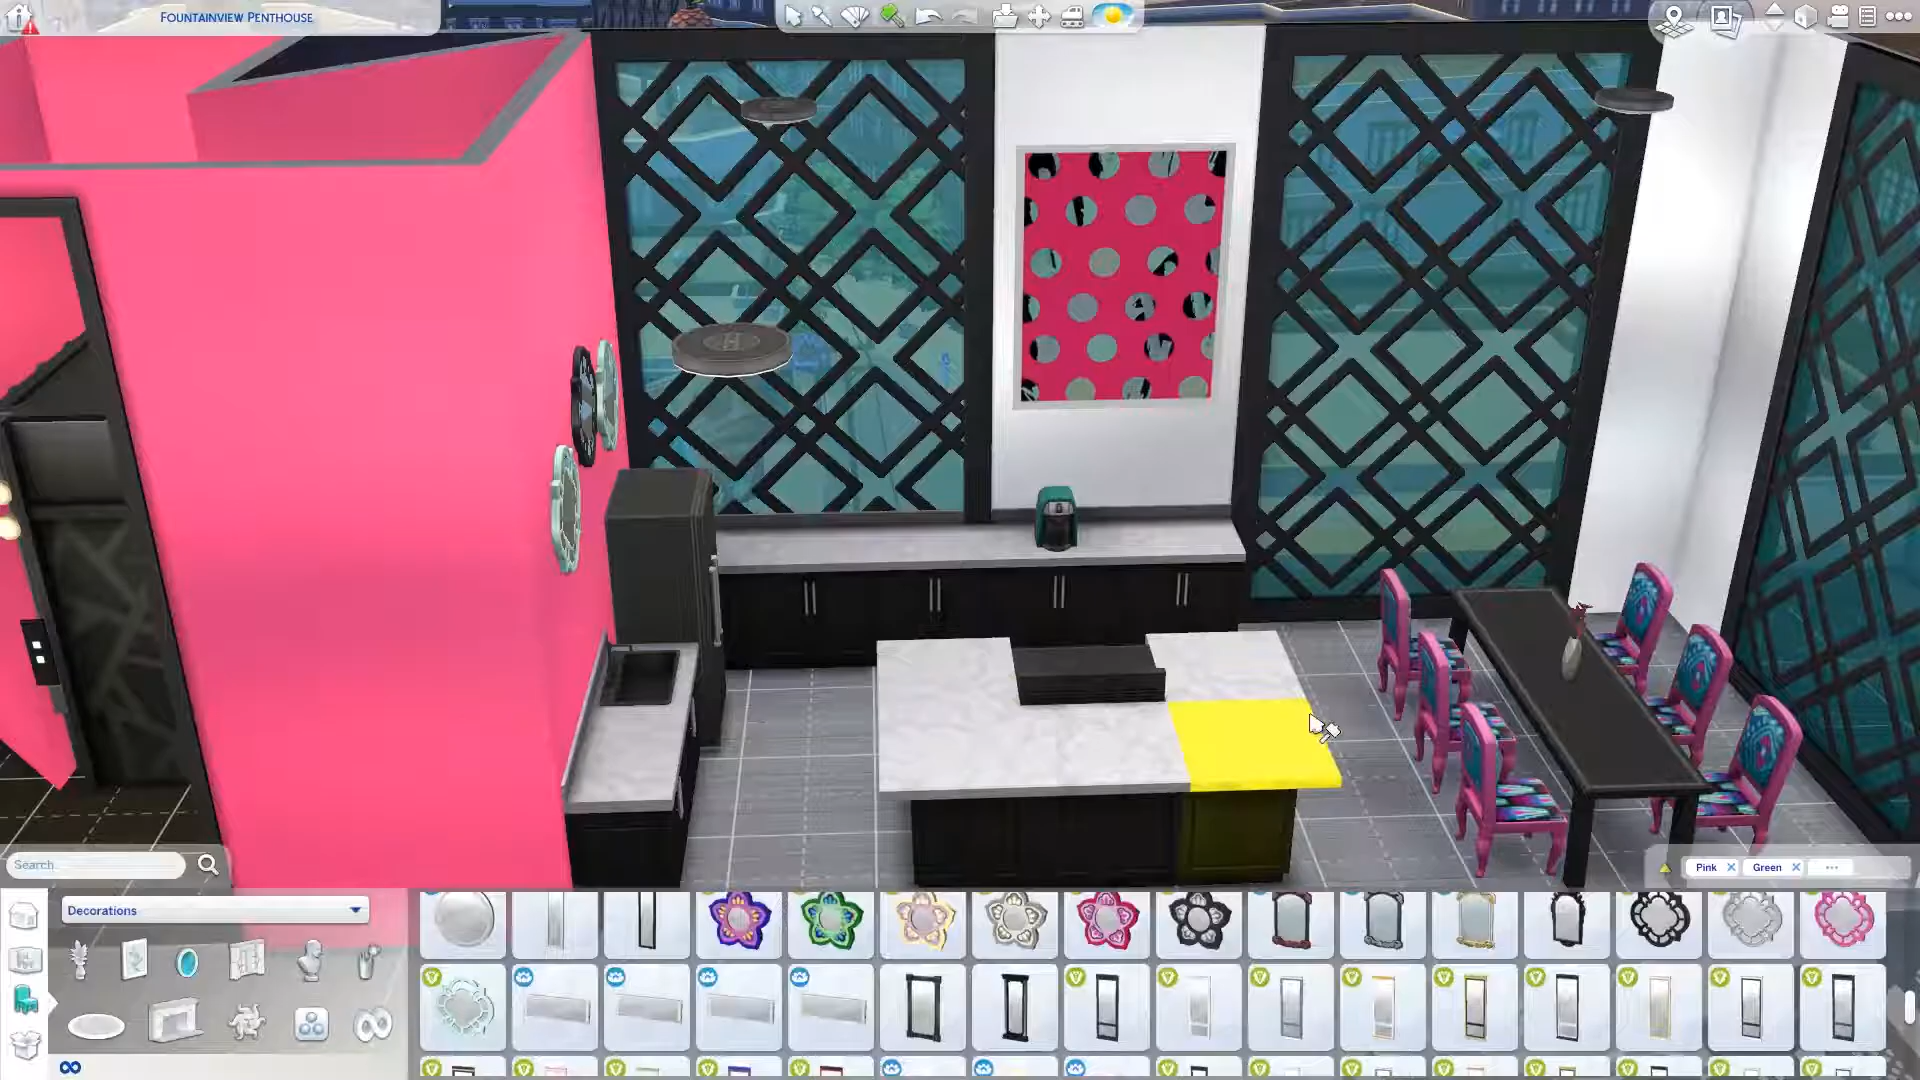 Fountainview Penthouse
Search...
Pink
Green
Decorations